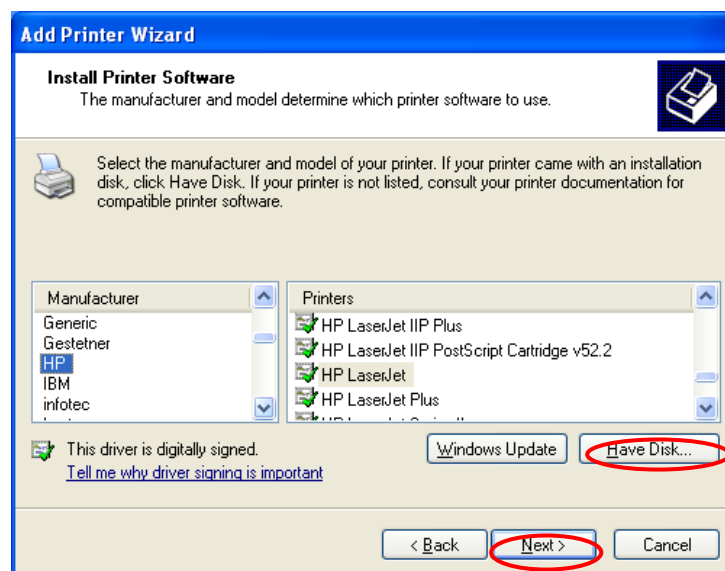 Add Printer Wizard
Install Printer Software
The manufacturer and model determine which printer software to use.
Select the manufacturer and model of your printer. If your printer came with an installation
disk, click Have Disk. If your printer is not listed, consult your printer documentation for
compatible printer software.
Manufacturer
Generic
Gestetner
HP
IBM
infotec
Printers
HP LaserJet IIP Plus
HP LaserJet IIP PostScript Cartridge v52.2
HP LaserJet
HP LaserJet Plus
This driver is digitally signed.
Tell me why driver signing is important
Windows Update
Have Disk...
< Back
Next >
Cancel